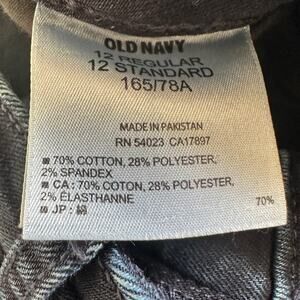 OLD NAVY
12 REGULAR
12 STANDARD
165/78A
MADE IN PAKISTAN
RN 54023 CA17897
■ 70% COTTON, 28% POLYESTER,
2% SPANDEX
■ CA : 70% COTON, 28% POLYESTER,
2% ÉLASTHANNE
■ JP : 綿 70%